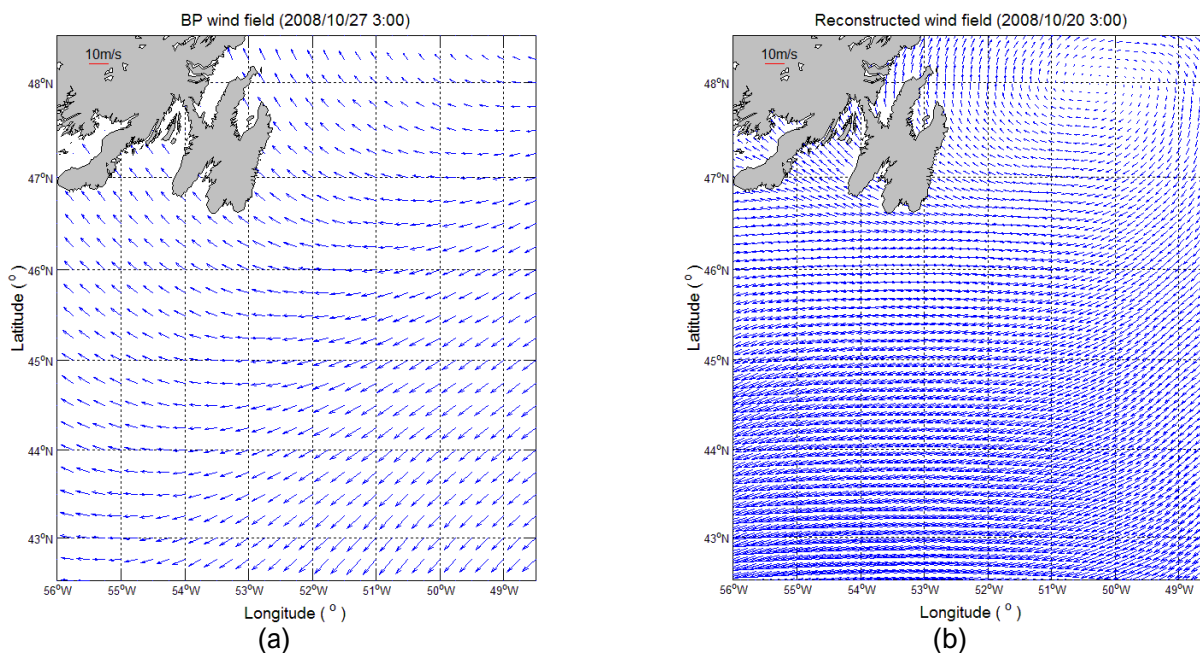 BP wind field (2008/10/27 3:00)
10m/s
48°N
47°N
46°N
45°N
44°N
43°N
Latitude ( ° )
56°W 55°W 54°W 53°W 52°W 51°W 50°W 49°W
Longitude ( ° )
(a)
Reconstructed wind field (2008/10/20 3:00)
10m/s
48°N
47°N
46°N
45°N
44°N
43°N
Latitude ( ° )
56°W 55°W 54°W 53°W 52°W 51°W 50°W 49°W
Longitude ( ° )
(b)